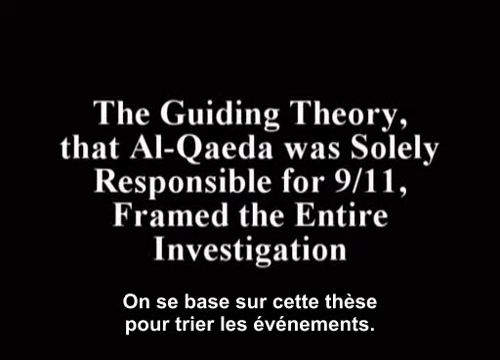 The Guiding Theory,
that Al-Qaeda was Solely
Responsible for 9/11,
Framed the Entire
Investigation
On se base sur cette thèse
pour trier les événements.